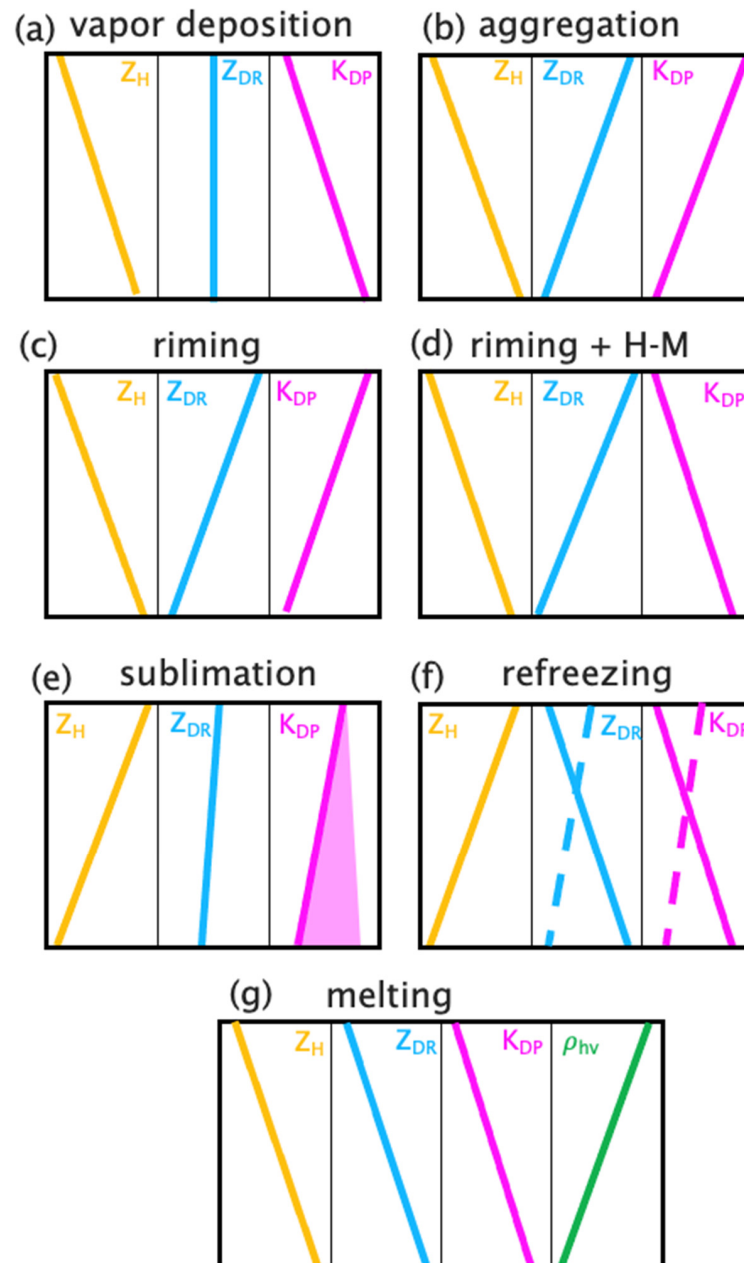 (a) vapor deposition (b) aggregation
Z_H Z_DR K_DP Z_H Z_DR K_DP
(c) riming (d) riming + H-M
Z_H Z_DR K_DP Z_H Z_DR K_DP
(e) sublimation (f) refreezing
Z_H Z_DR K_DP Z_H Z_DR K_DP
(g) melting
Z_H Z_DR K_DP ρ_hv